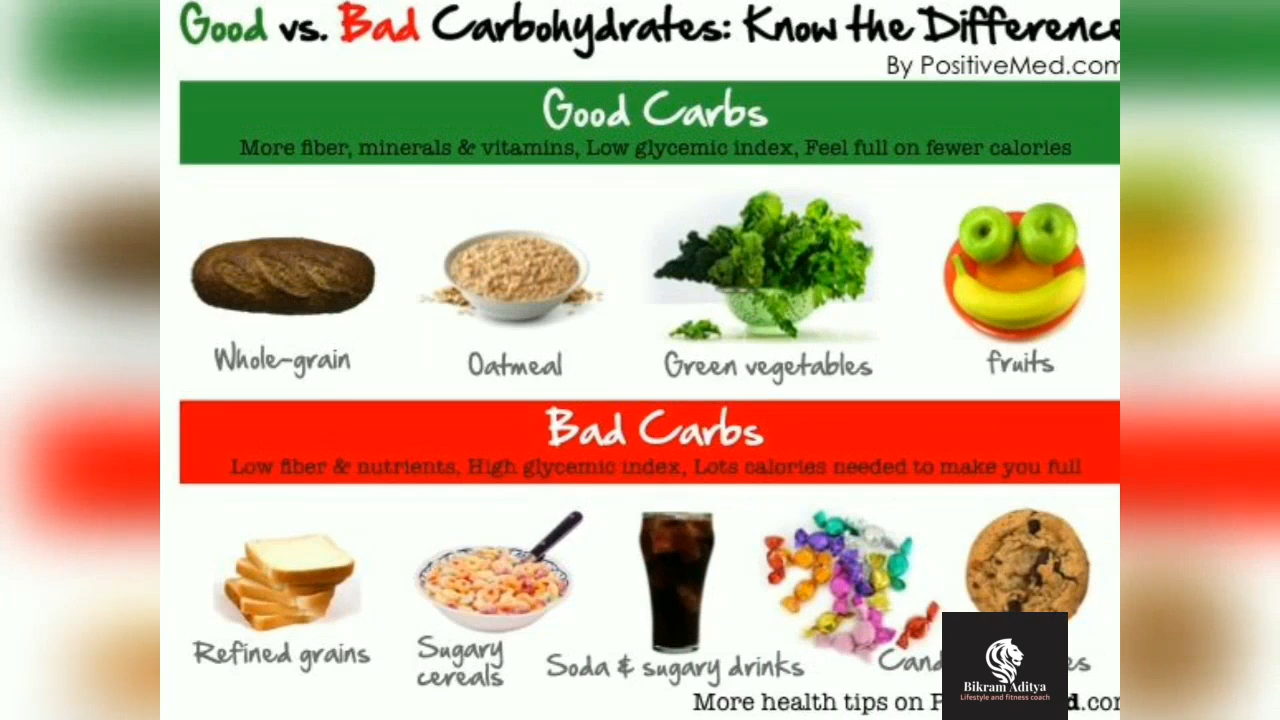 Good vs. Bad Carbohydrates: Know the Difference
By PositiveMed.com
Good Carbs
More fiber, minerals & vitamins, Low glycemic index, Feel full on fewer calories
Whole-grain
Oatmeal
Green vegetables
fruits
Bad Carbs
Low fiber & nutrients, High glycemic index, Lots calories needed to make you full
Refined grains
Sugary
cereals
Soda & sugary drinks
More health tips on
Bikram Aditya
Lifestyle and fitness coach